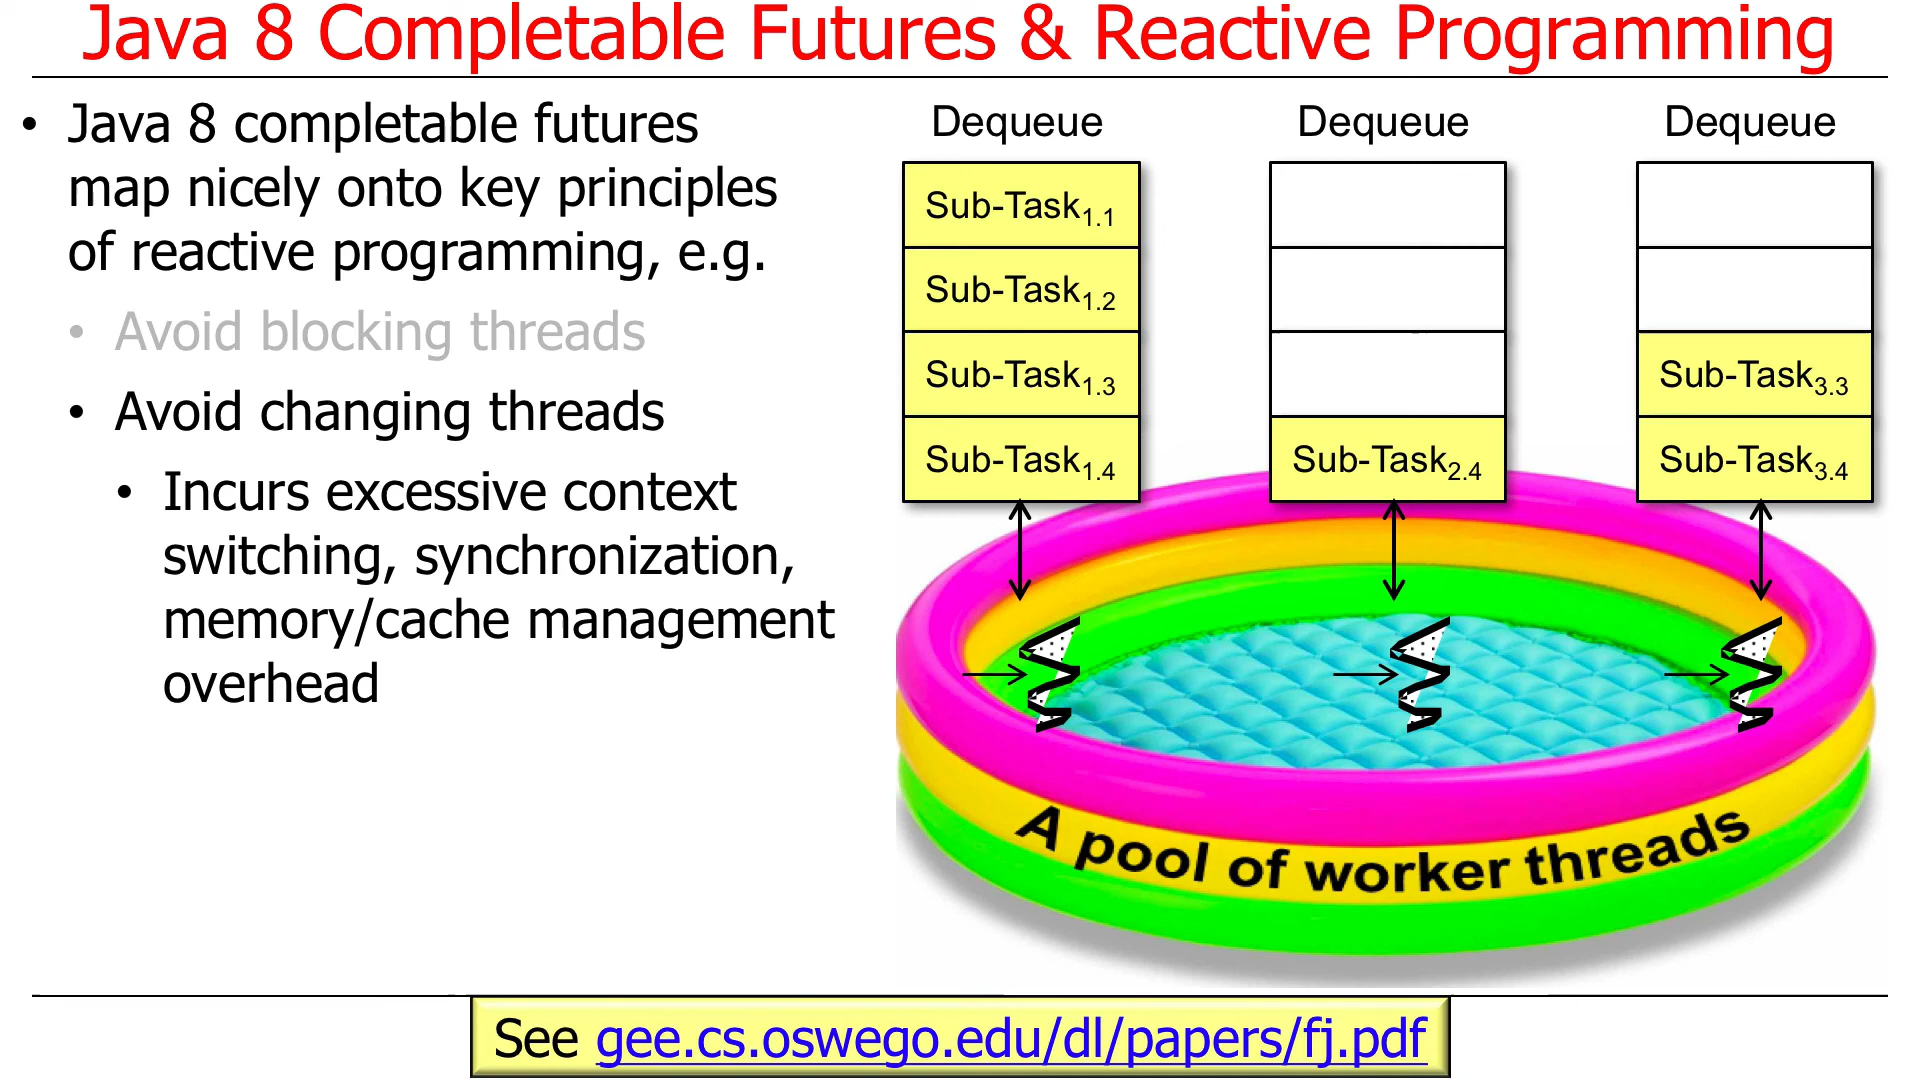 Java 8 Completable Futures & Reactive Programming
• Java 8 completable futures
map nicely onto key principles
of reactive programming, e.g.
• Avoid blocking threads
• Avoid changing threads
• Incurs excessive context
switching, synchronization,
memory/cache management
overhead
Dequeue
Sub-Task1.1
Sub-Task1.2
Sub-Task1.3
Sub-Task1.4
Dequeue
Sub-Task2.4
Dequeue
Sub-Task3.3
Sub-Task3.4
A pool of worker threads
See gee.cs.oswego.edu/dl/papers/fj.pdf